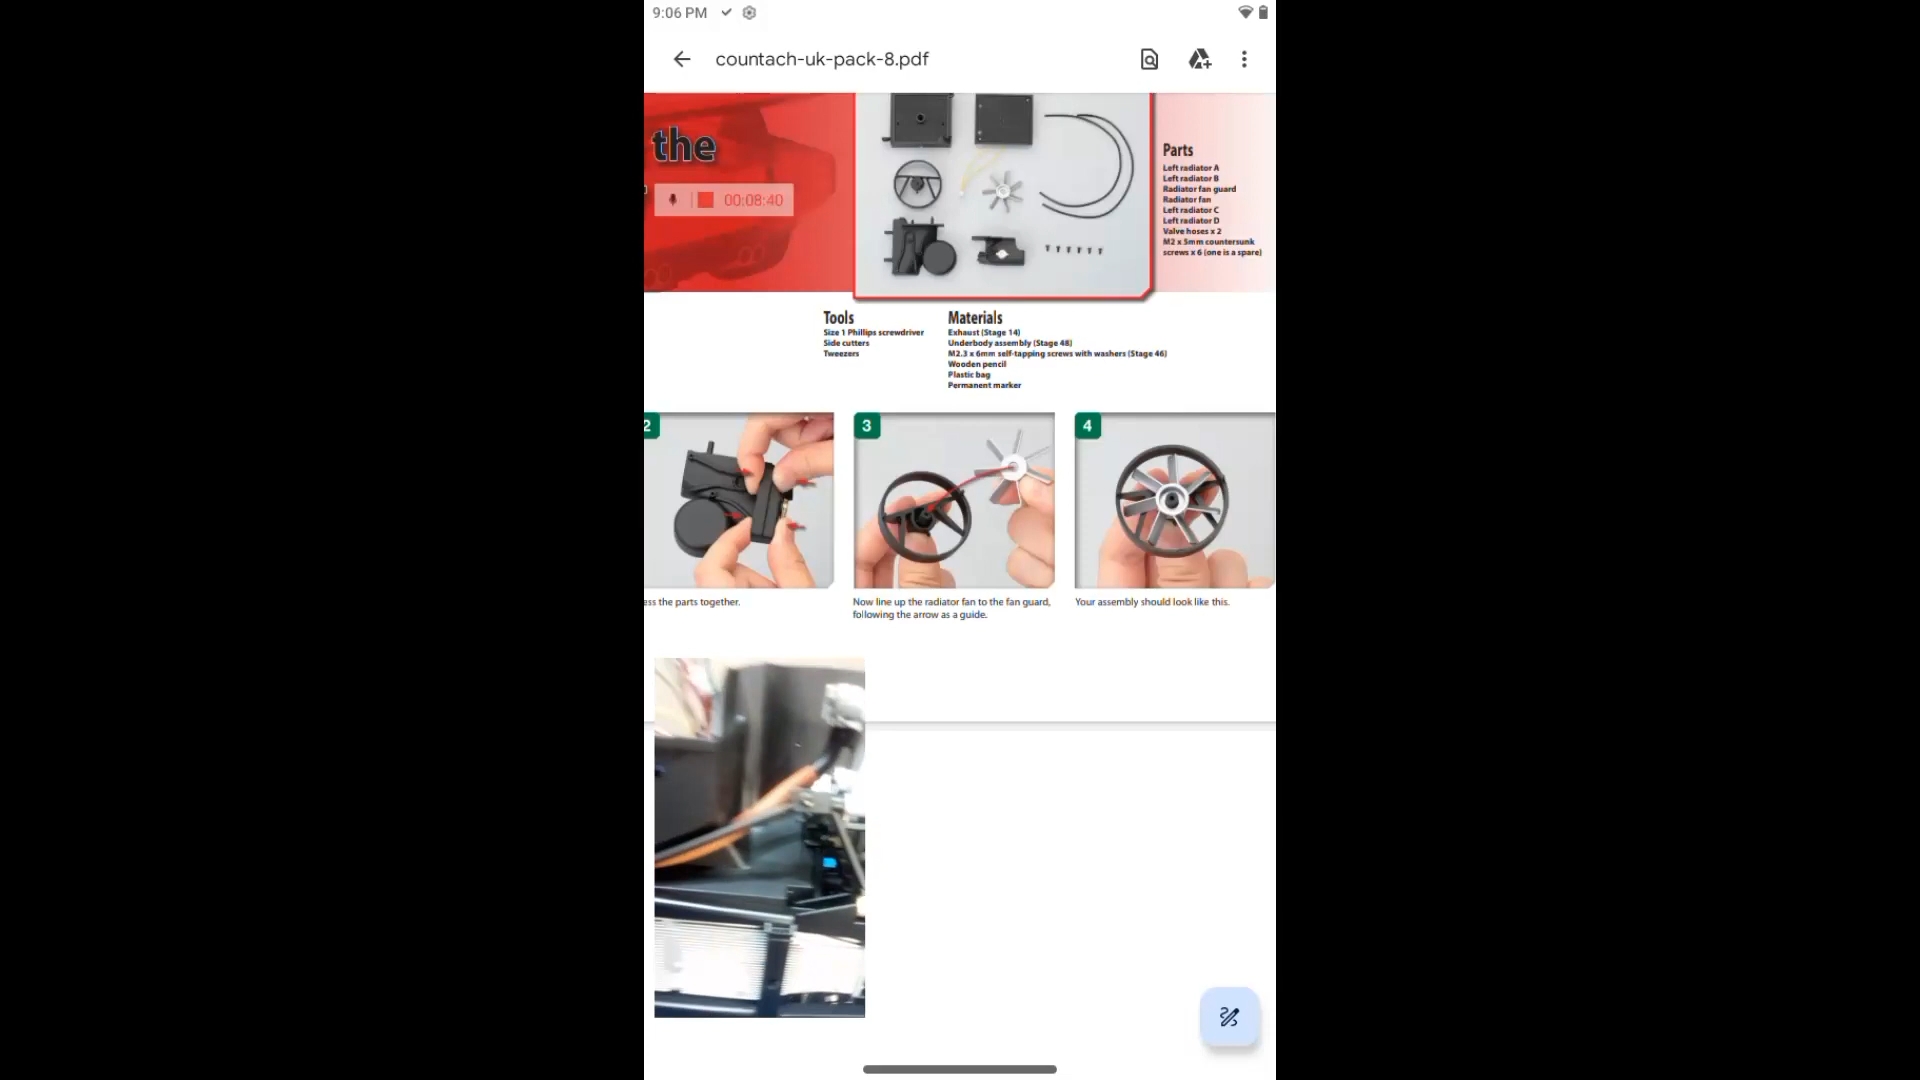 9:06 PM
countach-uk-pack-8.pdf
the
00:08:40
Parts
Left radiator A
Left radiator B
Radiator fan guard
Radiator fan
Left radiator C
Left radiator D
Valve hoses x 2
M2 x 5mm countersunk
screws x 6 (one is a spare)
Tools
Size 1 Phillips screwdriver
Side cutters
Tweezers
Materials
Exhaust (Stage 14)
Underbody assembly (Stage 48)
M2.3 x 6mm self-tapping screws with washers (Stage 46)
Wooden pencil
Plastic bag
Permanent marker
2
ess the parts together.
3
Now line up the radiator fan to the fan guard,
following the arrow as a guide.
4
Your assembly should look like this.